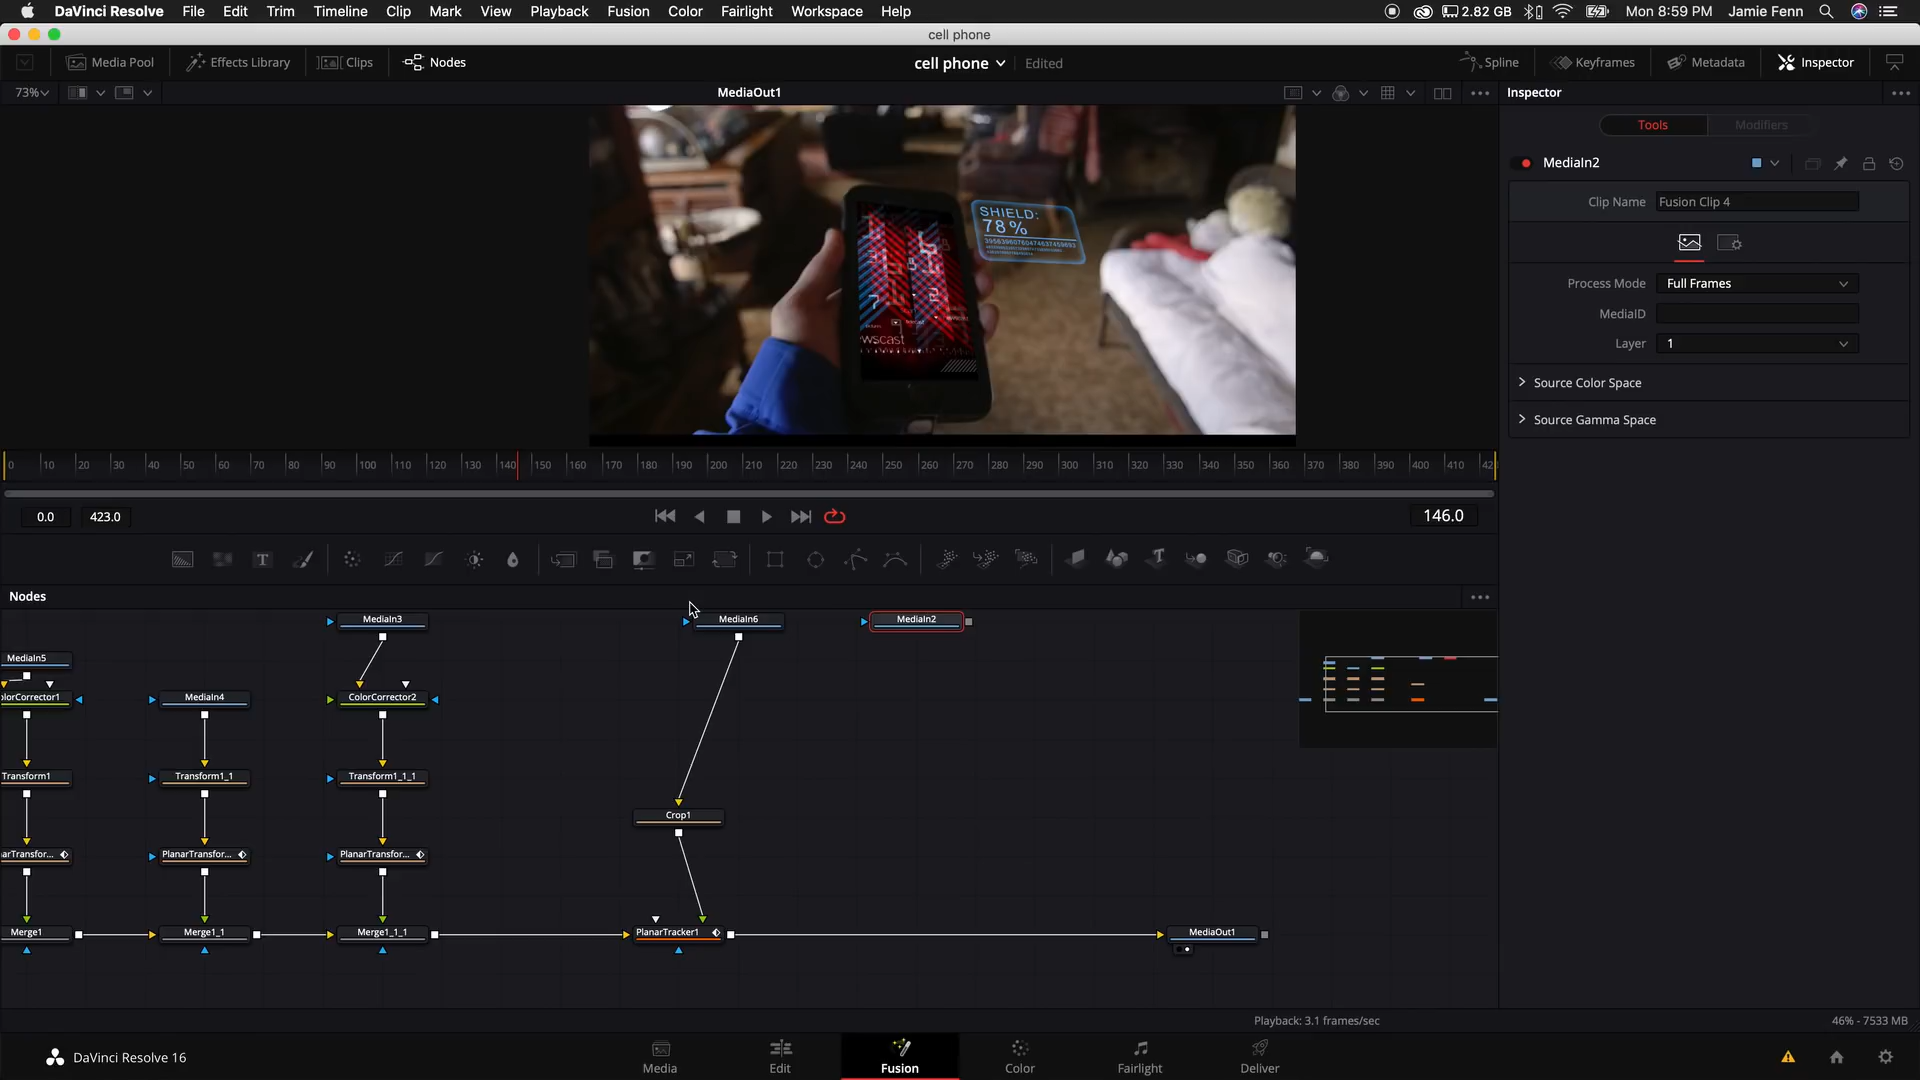 DaVinci Resolve File Edit Trim Timeline Clip Mark View Playback Fusion Color Fairlight Workspace Help 2.82 GB Mon 8:59 PM Jamie Fenn
cell phone
Media Pool Effects Library Clips Nodes cell phone Edited Spline Keyframes Metadata Inspector
73% MediaOut1 Inspector
Tools Modifiers
MediaIn2
Clip Name Fusion Clip 4
Process Mode Full Frames
MediaID
Layer 1
Source Color Space
Source Gamma Space
SHIELD:
78%
wscast
0 10 20 30 40 50 60 70 80 90 100 110 120 130 140 150 160 170 180 190 200 210 220 230 240 250 260 270 280 290 300 310 320 330 340 350 360 370 380 390 400 410 42
0.0 423.0 146.0
Nodes
MediaIn3 MediaIn6 MediaIn2
MediaIn5
olorCorrector1 MediaIn4 ColorCorrector2
Transform1 Transform1_1 Transform1_1_1
Crop1
narTransfor... PlanarTransfor... PlanarTransfor...
Merge1 Merge1_1 Merge1_1_1 PlanarTracker1 MediaOut1
Playback: 3.1 frames/sec 46% - 7533 MB
DaVinci Resolve 16 Media Edit Fusion Color Fairlight Deliver